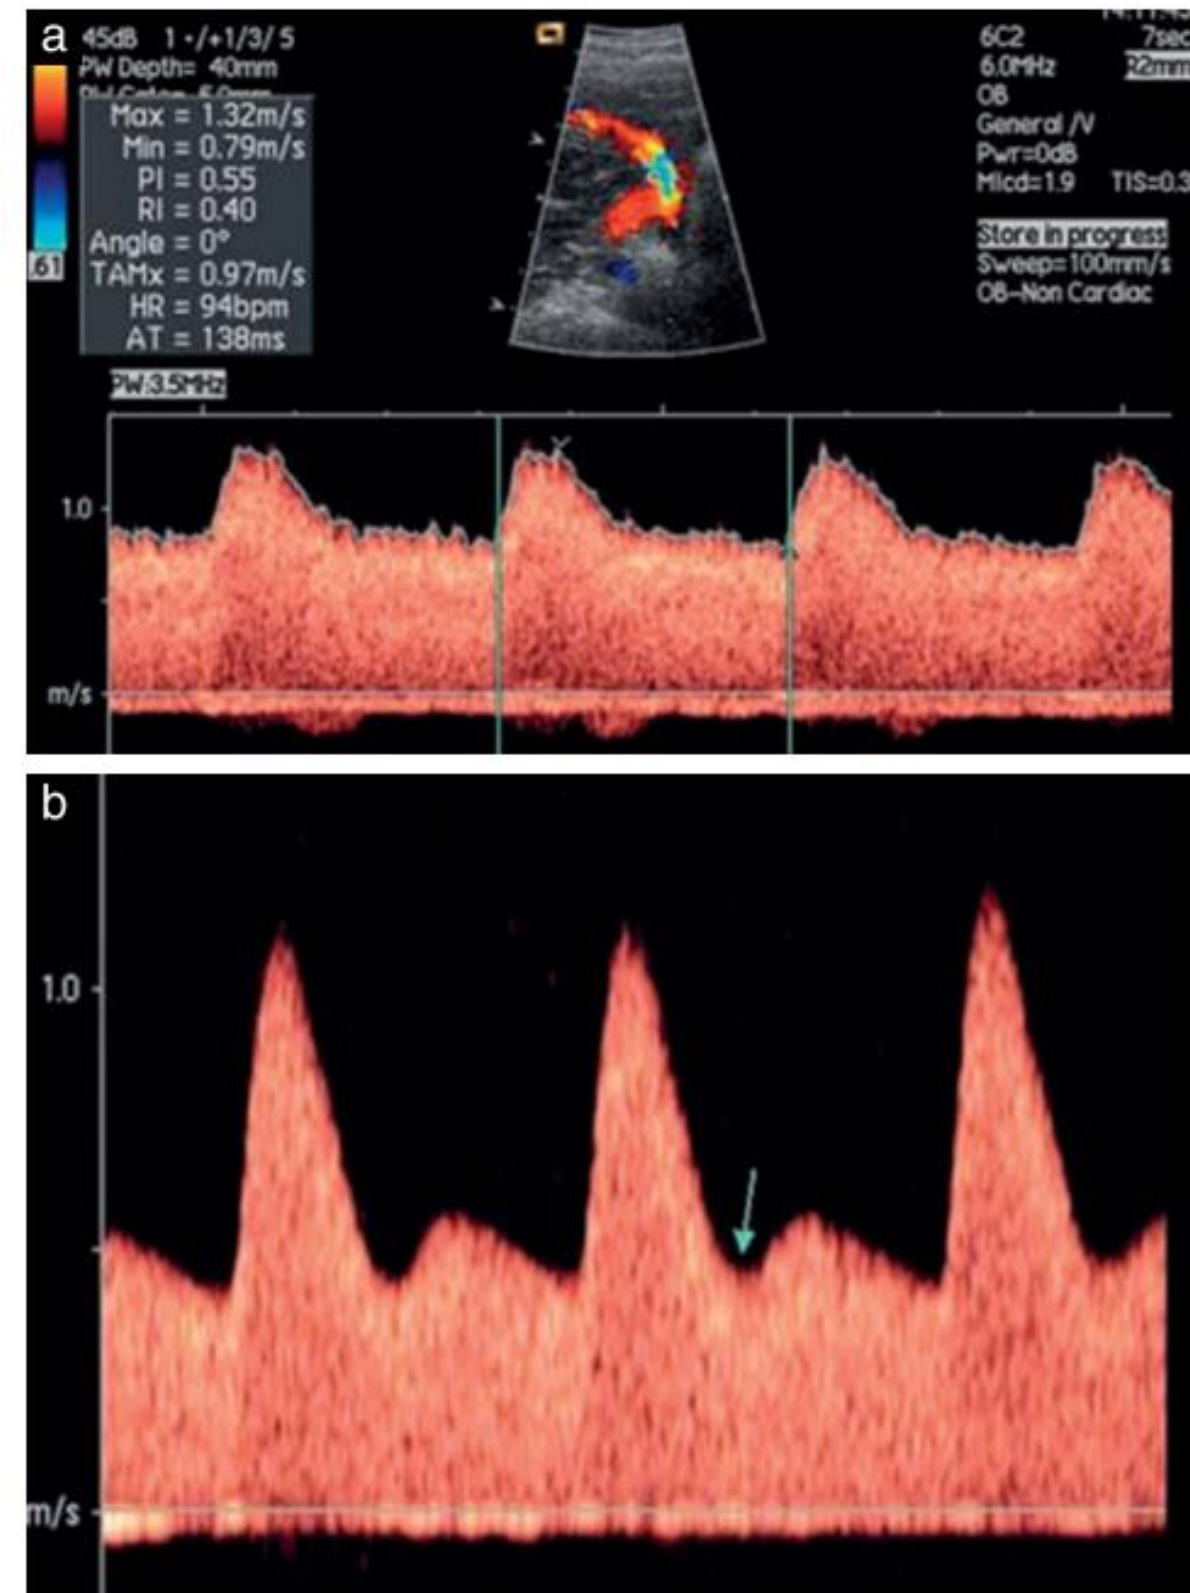 a
45dB 1 •/+1/3/ 5
PW Depth= 40mm
Max = 1.32m/s
Min = 0.79m/s
PI = 0.55
RI = 0.40
Angle = 0°
TAMx = 0.97m/s
HR = 94bpm
AT = 138ms
.61
6C2 7sec
6.0MHz R2mm
OB
General /V
Pwr=0dB
MIcd=1.9 TIS=0.3
Store in progress
Sweep=100mm/s
OB-Non Cardiac
PW:3.5MHz
1.0
m/s
b
1.0
m/s